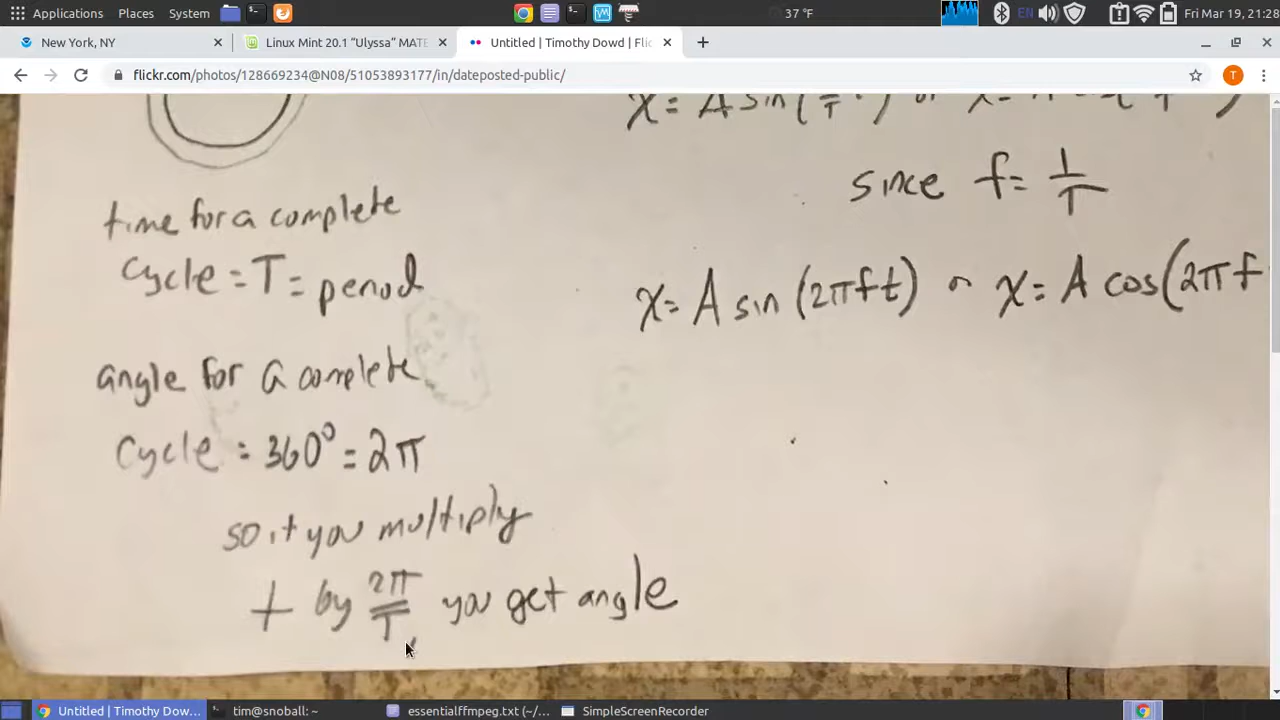 Applications Places System 37 °F EN Fri Mar 19, 21:28
New York, NY Linux Mint 20.1 "Ulyssa" MATE Untitled | Timothy Dowd | Flic
flickr.com/photos/128669234@N08/51053893177/in/dateposted-public/ T
x = A sin(
since f = 1/T
x = A sin (2πft) or x = A cos(2πf
time for a complete
cycle = T = period
angle for a complete
cycle = 360° = 2π
so if you multiply
t by 2π/T you get angle
Untitled | Timothy Dow... tim@snoball: ~ essentialffmpeg.txt (~/... SimpleScreenRecorder